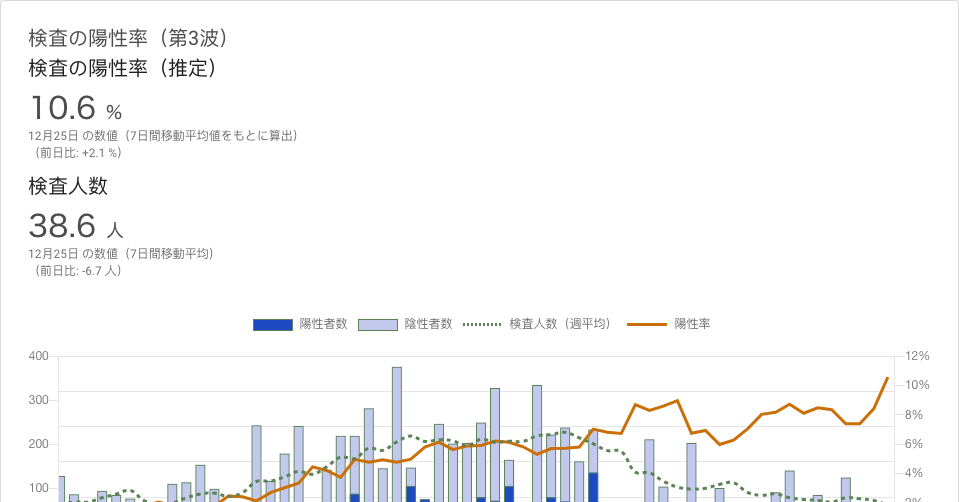 検査の陽性率（第3波）
検査の陽性率（推定）
10.6 %
12月25日 の数値（7日間移動平均値をもとに算出）
（前日比: +2.1 %）
検査人数
38.6 人
12月25日 の数値（7日間移動平均）
（前日比: -6.7 人）
陽性者数 陰性者数 検査人数（週平均） 陽性率
400 12%
10%
300
8%
200 6%
4%
100